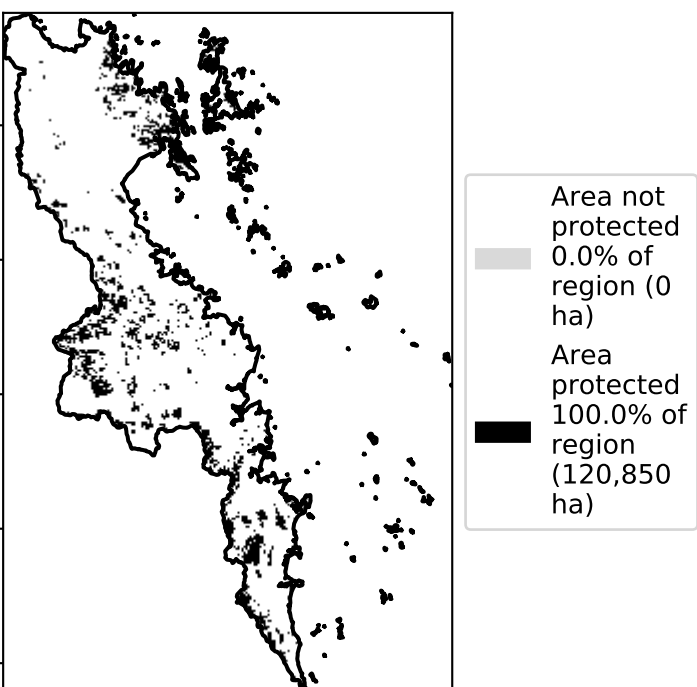 Area not
protected
0.0% of
region (0
ha)
Area
protected
100.0% of
region
(120,850
ha)